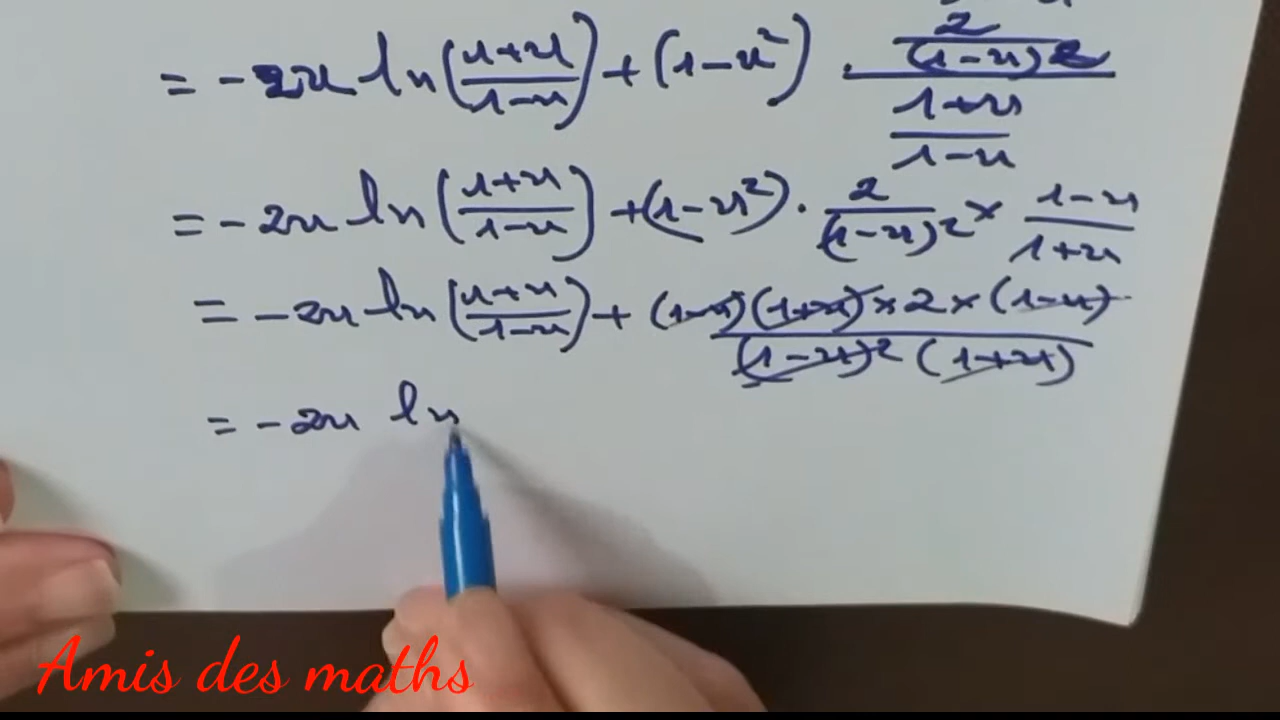 = -2x ln((1+x)/(1-x)) + (1-x²) · (2/(1-x)2)/((1+x)/(1-x))
= -2x ln((1+x)/(1-x)) + (1-x²) · 2/(1-x)² × (1-x)/(1+x)
= -2x ln((1+x)/(1-x)) + ((1-x)(1+x)×2×(1-x))/((1-x)²(1+x))
= -2x ln
Amis des maths